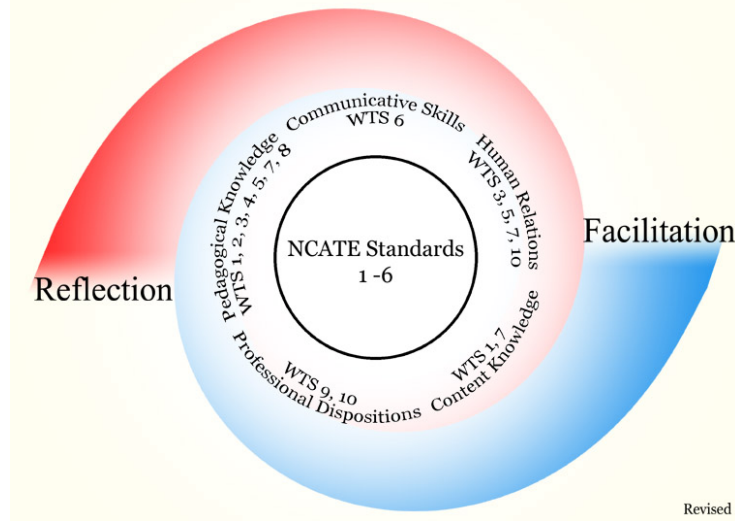 Communicative Skills
WTS 6
Human Relations
WTS 3, 5, 7, 10
Pedagogical Knowledge
WTS 1, 2, 3, 4, 5, 7, 8
NCATE Standards
1 -6
Facilitation
Reflection
WTS 1, 7
Content Knowledge
WTS 9, 10
Professional Dispositions
Revised